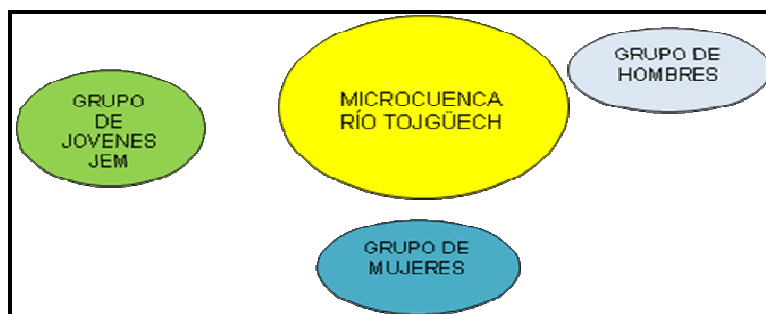 GRUPO DE
HOMBRES
MICROCUENCA
RÍO TOJGÜECH
GRUPO
DE
JOVENES
JEM
GRUPO DE
MUJERES